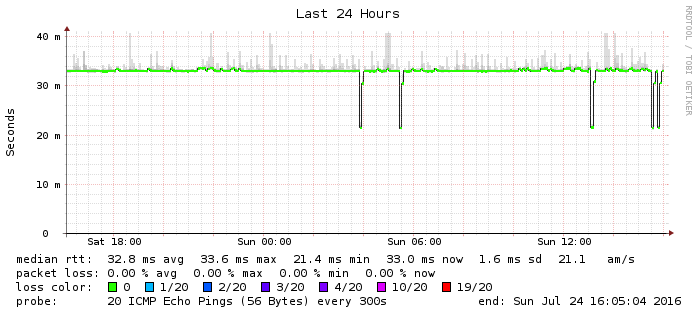 Last 24 Hours
RRDTOOL / TOBI OETIKER
Seconds
40 m
30 m
20 m
10 m
0
Sat 18:00 Sun 00:00 Sun 06:00 Sun 12:00
median rtt: 32.8 ms avg 33.6 ms max 21.4 ms min 33.0 ms now 1.6 ms sd 21.1 am/s
packet loss: 0.00 % avg 0.00 % max 0.00 % min 0.00 % now
loss color: 0 1/20 2/20 3/20 4/20 10/20 19/20
probe: 20 ICMP Echo Pings (56 Bytes) every 300s end: Sun Jul 24 16:05:04 2016